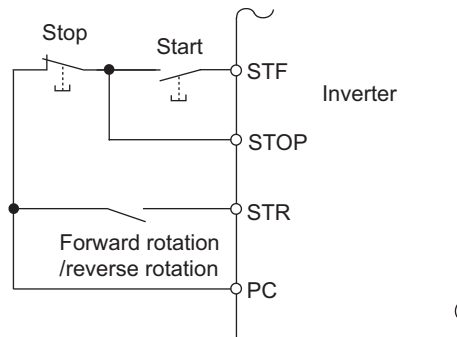 Stop
Start
STF
Inverter
STOP
STR
Forward rotation
/reverse rotation
PC